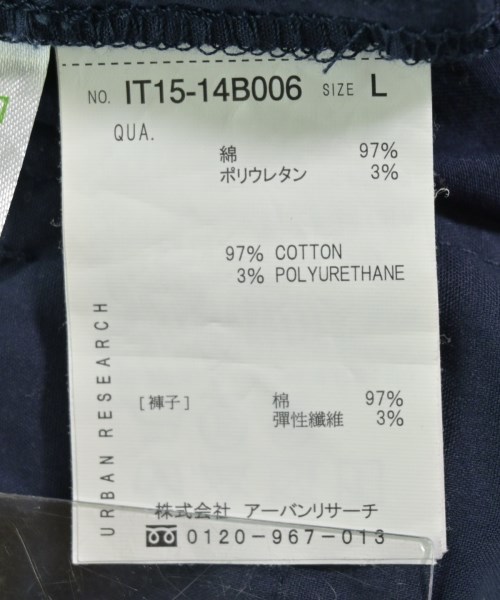 NO. IT15-14B006 SIZE L
QUA.
綿 97%
ポリウレタン 3%
97% COTTON
3% POLYURETHANE
URBAN RESEARCH
[褲子] 棉 97%
彈性纖維 3%
株式会社 アーバンリサーチ
0120-967-013